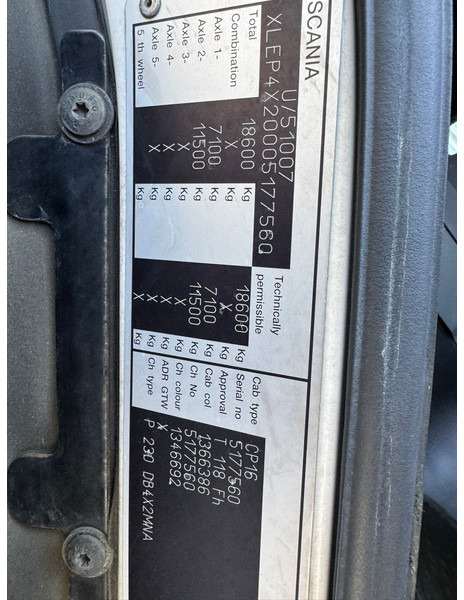 SCANIA
U/51007
XLEP4X20005177560
Technically permissible
Total 18600 Kg 18600 Kg
Combination X Kg X Kg
Axle 1- 7100 Kg 7100 Kg
Axle 2- 11500 Kg 11500 Kg
Axle 3- X Kg X Kg
Axle 4- X Kg X Kg
Axle 5- X Kg X Kg
5 th wheel Kg Kg
Cab type CP16
Serial no 5177560
Approval T 118 Fh
Cab col 1366386
Ch No 5177560
Ch colour 1346692
ADR GTW X
Ch type P 230 DB4X2MNA